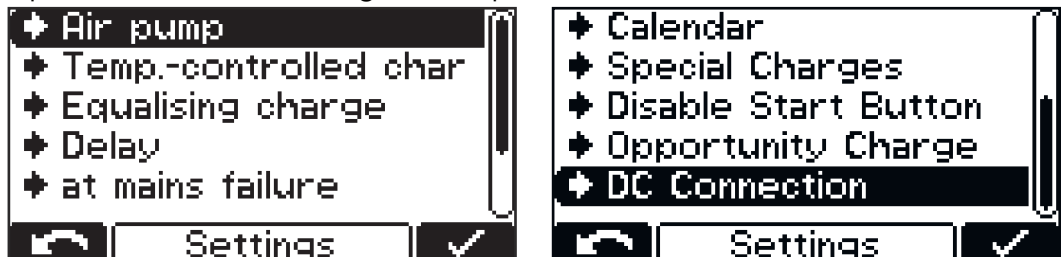 Air pump
Temp.-controlled char
Equalising charge
Delay
at mains failure
Settings
Calendar
Special Charges
Disable Start Button
Opportunity Charge
DC Connection
Settings